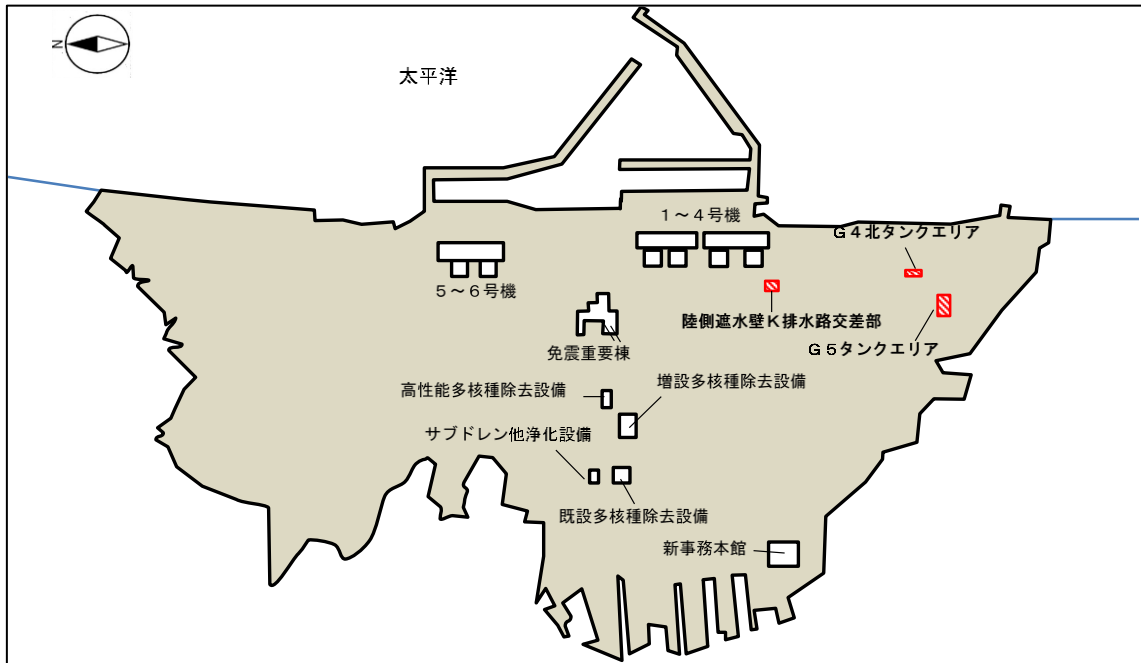 N
太平洋
1～4号機
G4北タンクエリア
5～6号機
陸側遮水壁K排水路交差部
免震重要棟
G5タンクエリア
高性能多核種除去設備
増設多核種除去設備
サブドレン他浄化設備
既設多核種除去設備
新事務本館